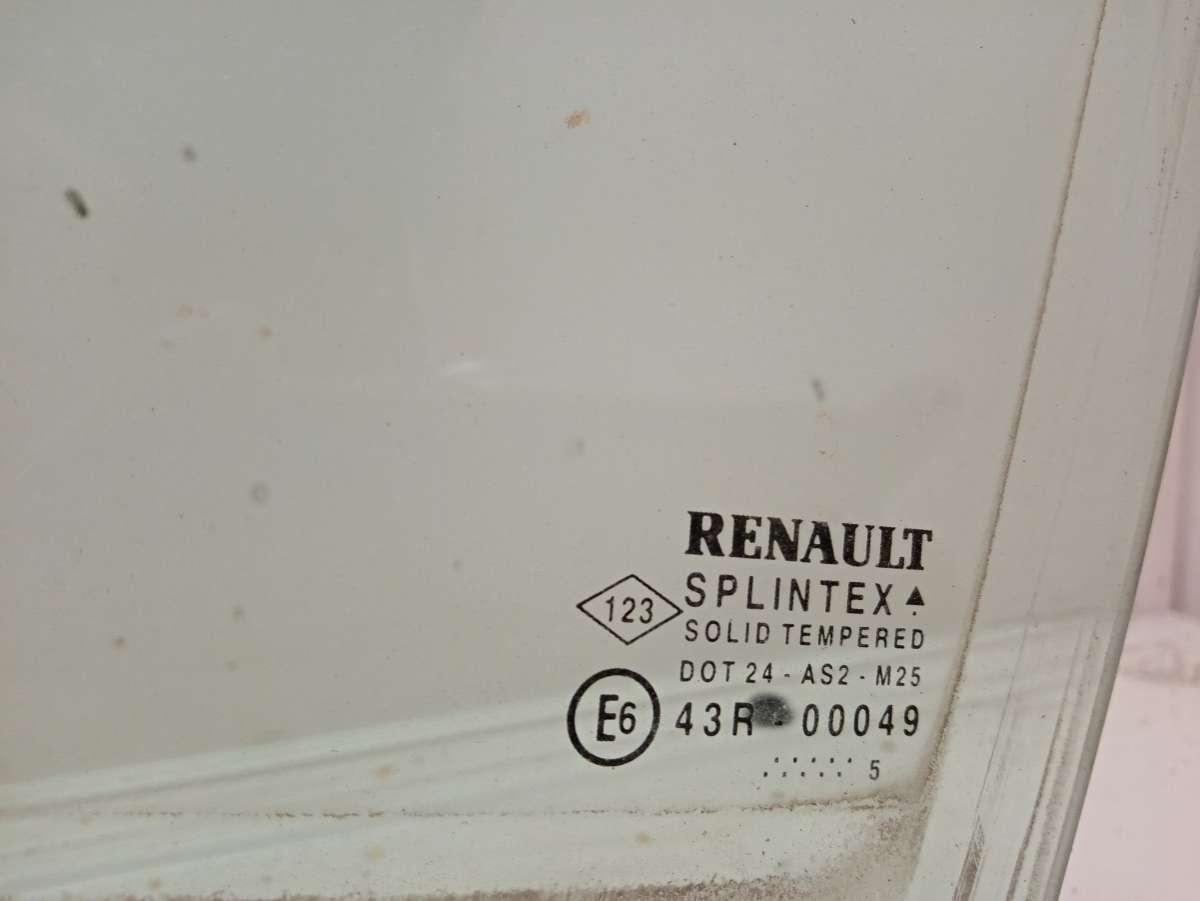 RENAULT
123 SPLINTEX
SOLID TEMPERED
DOT 24 - AS2 - M25
E6 43R - 00049
5